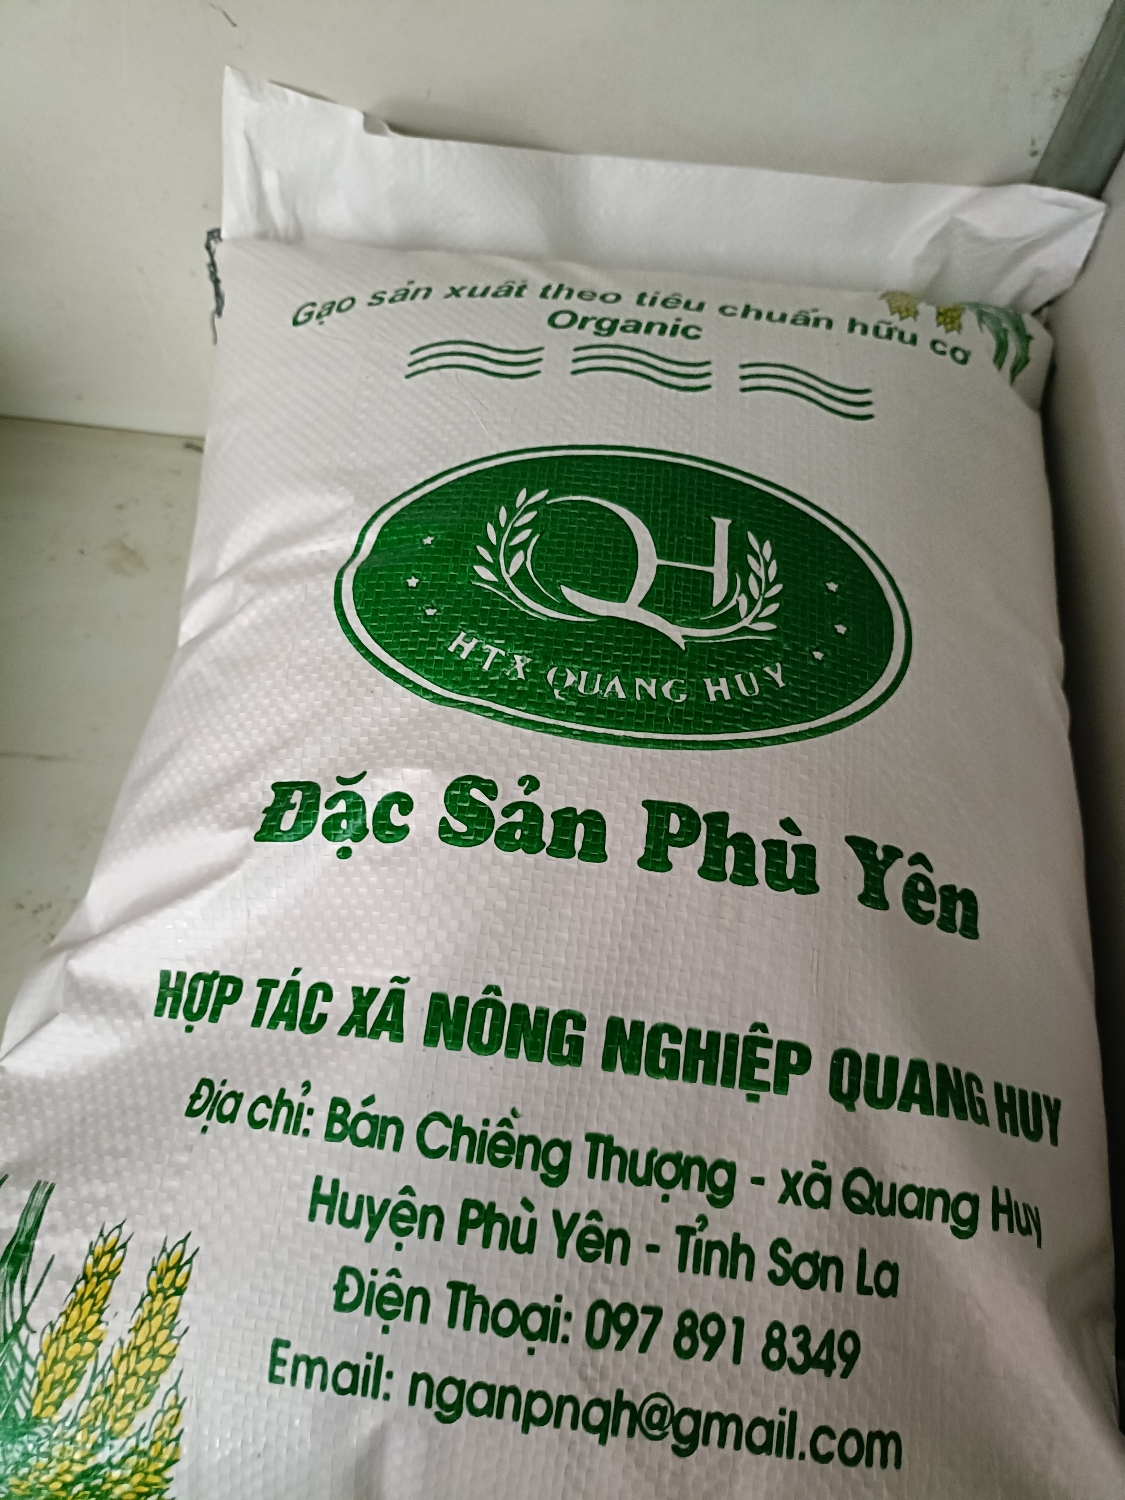 Gạo sản xuất theo tiêu chuẩn hữu cơ
Organic
QH
HTX QUANG HUY
Đặc Sản Phù Yên
HỢP TÁC XÃ NÔNG NGHIỆP QUANG HUY
Địa chỉ: Bán Chiềng Thượng - xã Quang Huy
Huyện Phù Yên - Tỉnh Sơn La
Điện Thoại: 097 891 8349
Email: nganpnqh@gmail.com